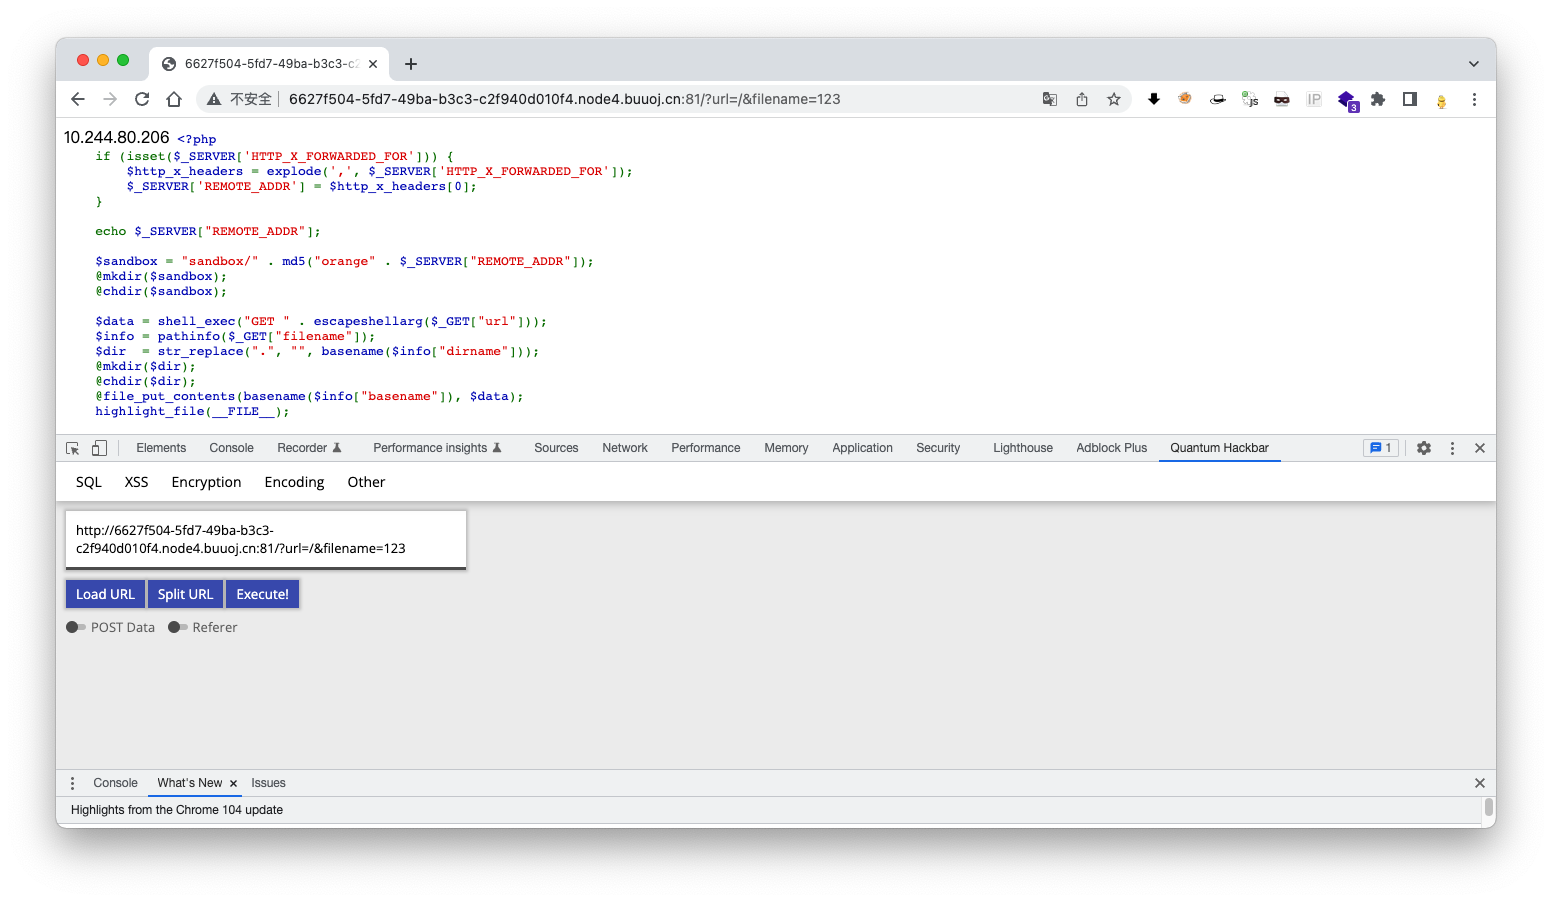 6627f504-5fd7-49ba-b3c3-c2
不安全 6627f504-5fd7-49ba-b3c3-c2f940d010f4.node4.buuoj.cn:81/?url=/&filename=123
js
IP
3
10.244.80.206 <?php
if (isset($_SERVER['HTTP_X_FORWARDED_FOR'])) {
$http_x_headers = explode(',', $_SERVER['HTTP_X_FORWARDED_FOR']);
$_SERVER['REMOTE_ADDR'] = $http_x_headers[0];
}
echo $_SERVER["REMOTE_ADDR"];
$sandbox = "sandbox/" . md5("orange" . $_SERVER["REMOTE_ADDR"]);
@mkdir($sandbox);
@chdir($sandbox);
$data = shell_exec("GET " . escapeshellarg($_GET["url"]));
$info = pathinfo($_GET["filename"]);
$dir  = str_replace(".", "", basename($info["dirname"]));
@mkdir($dir);
@chdir($dir);
@file_put_contents(basename($info["basename"]), $data);
highlight_file(__FILE__);
Elements Console Recorder Performance insights Sources Network Performance Memory Application Security Lighthouse Adblock Plus Quantum Hackbar 1
SQL XSS Encryption Encoding Other
http://6627f504-5fd7-49ba-b3c3-
c2f940d010f4.node4.buuoj.cn:81/?url=/&filename=123
Load URL Split URL Execute!
POST Data Referer
Console What's New Issues
Highlights from the Chrome 104 update